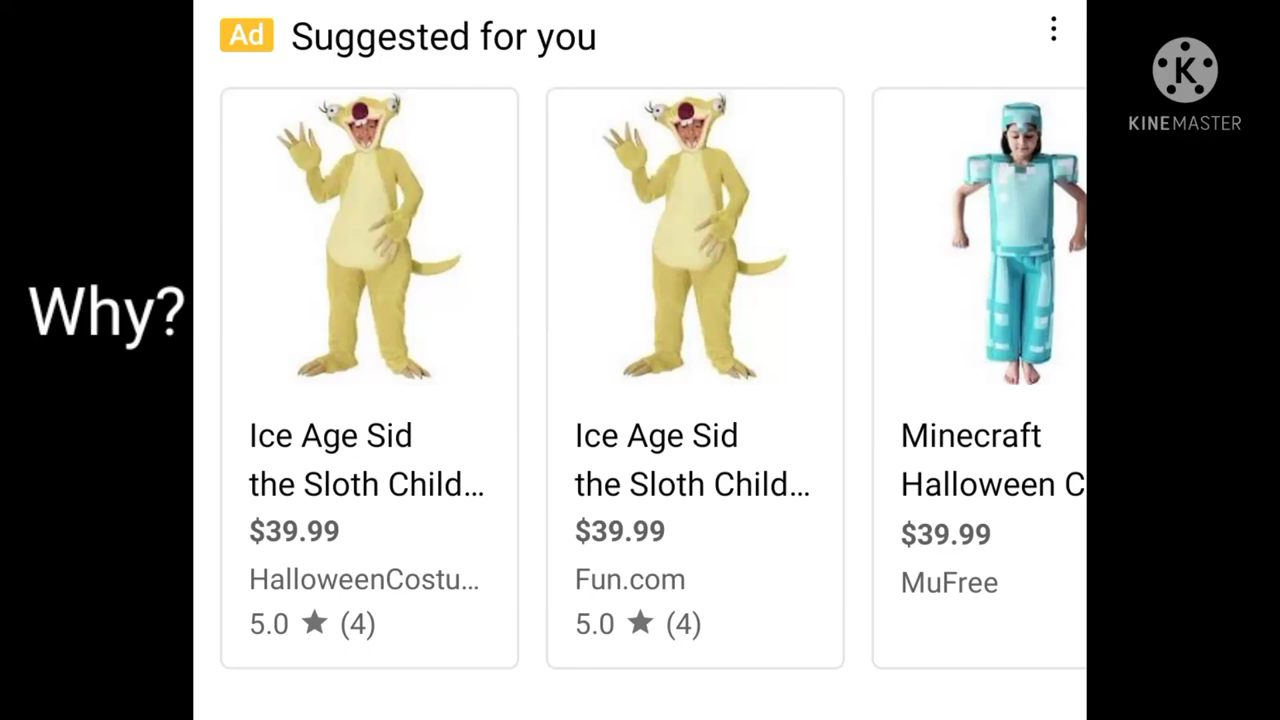 Ad Suggested for you
KINEMASTER
Why?
Ice Age Sid
the Sloth Child...
$39.99
HalloweenCostu...
5.0 ★ (4)
Ice Age Sid
the Sloth Child...
$39.99
Fun.com
5.0 ★ (4)
Minecraft
Halloween C
$39.99
MuFree